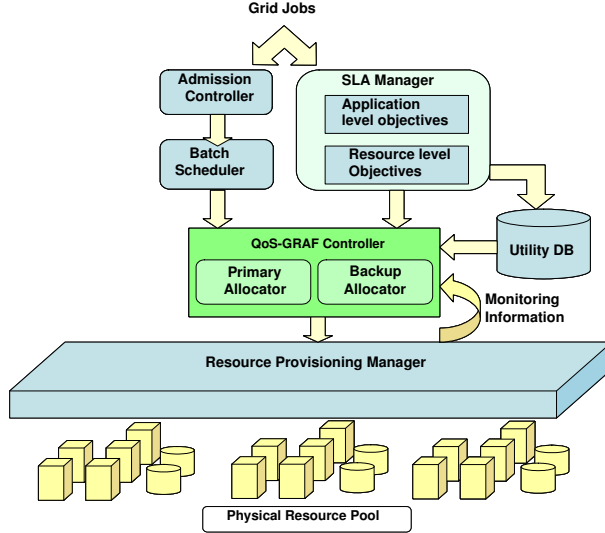 Grid Jobs
Admission
Controller
Batch
Scheduler
SLA Manager
Application
level objectives
Resource level
Objectives
Utility DB
QoS-GRAF Controller
Primary
Allocator
Backup
Allocator
Monitoring
Information
Resource Provisioning Manager
Physical Resource Pool